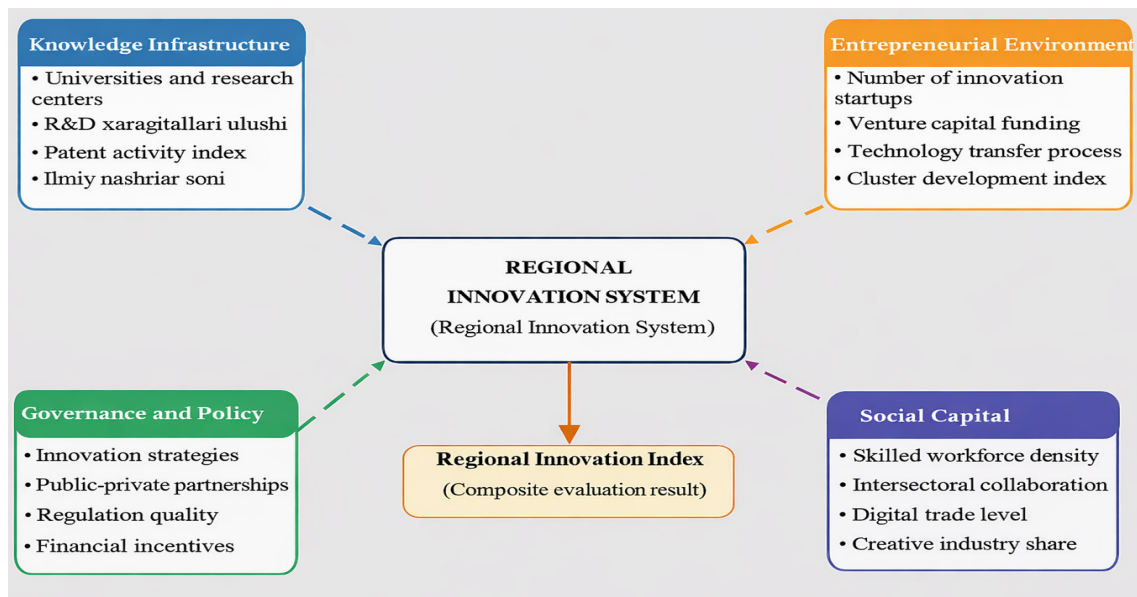 Knowledge Infrastructure
• Universities and research
centers
• R&D xaragitallari ulushi
• Patent activity index
• Ilmiy nashriar soni
Entrepreneurial Environment
• Number of innovation
startups
• Venture capital funding
• Technology transfer process
• Cluster development index
REGIONAL
INNOVATION SYSTEM
(Regional Innovation System)
Governance and Policy
• Innovation strategies
• Public-private partnerships
• Regulation quality
• Financial incentives
Regional Innovation Index
(Composite evaluation result)
Social Capital
• Skilled workforce density
• Intersectoral collaboration
• Digital trade level
• Creative industry share